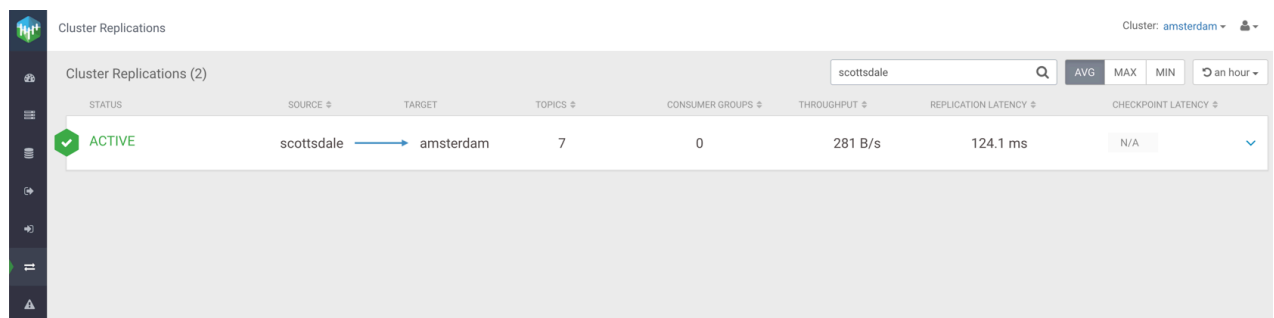 Cluster Replications
Cluster: amsterdam
Cluster Replications (2)
scottsdale
AVG MAX MIN an hour
STATUS SOURCE TARGET TOPICS CONSUMER GROUPS THROUGHPUT REPLICATION LATENCY CHECKPOINT LATENCY
ACTIVE scottsdale amsterdam 7 0 281 B/s 124.1 ms N/A